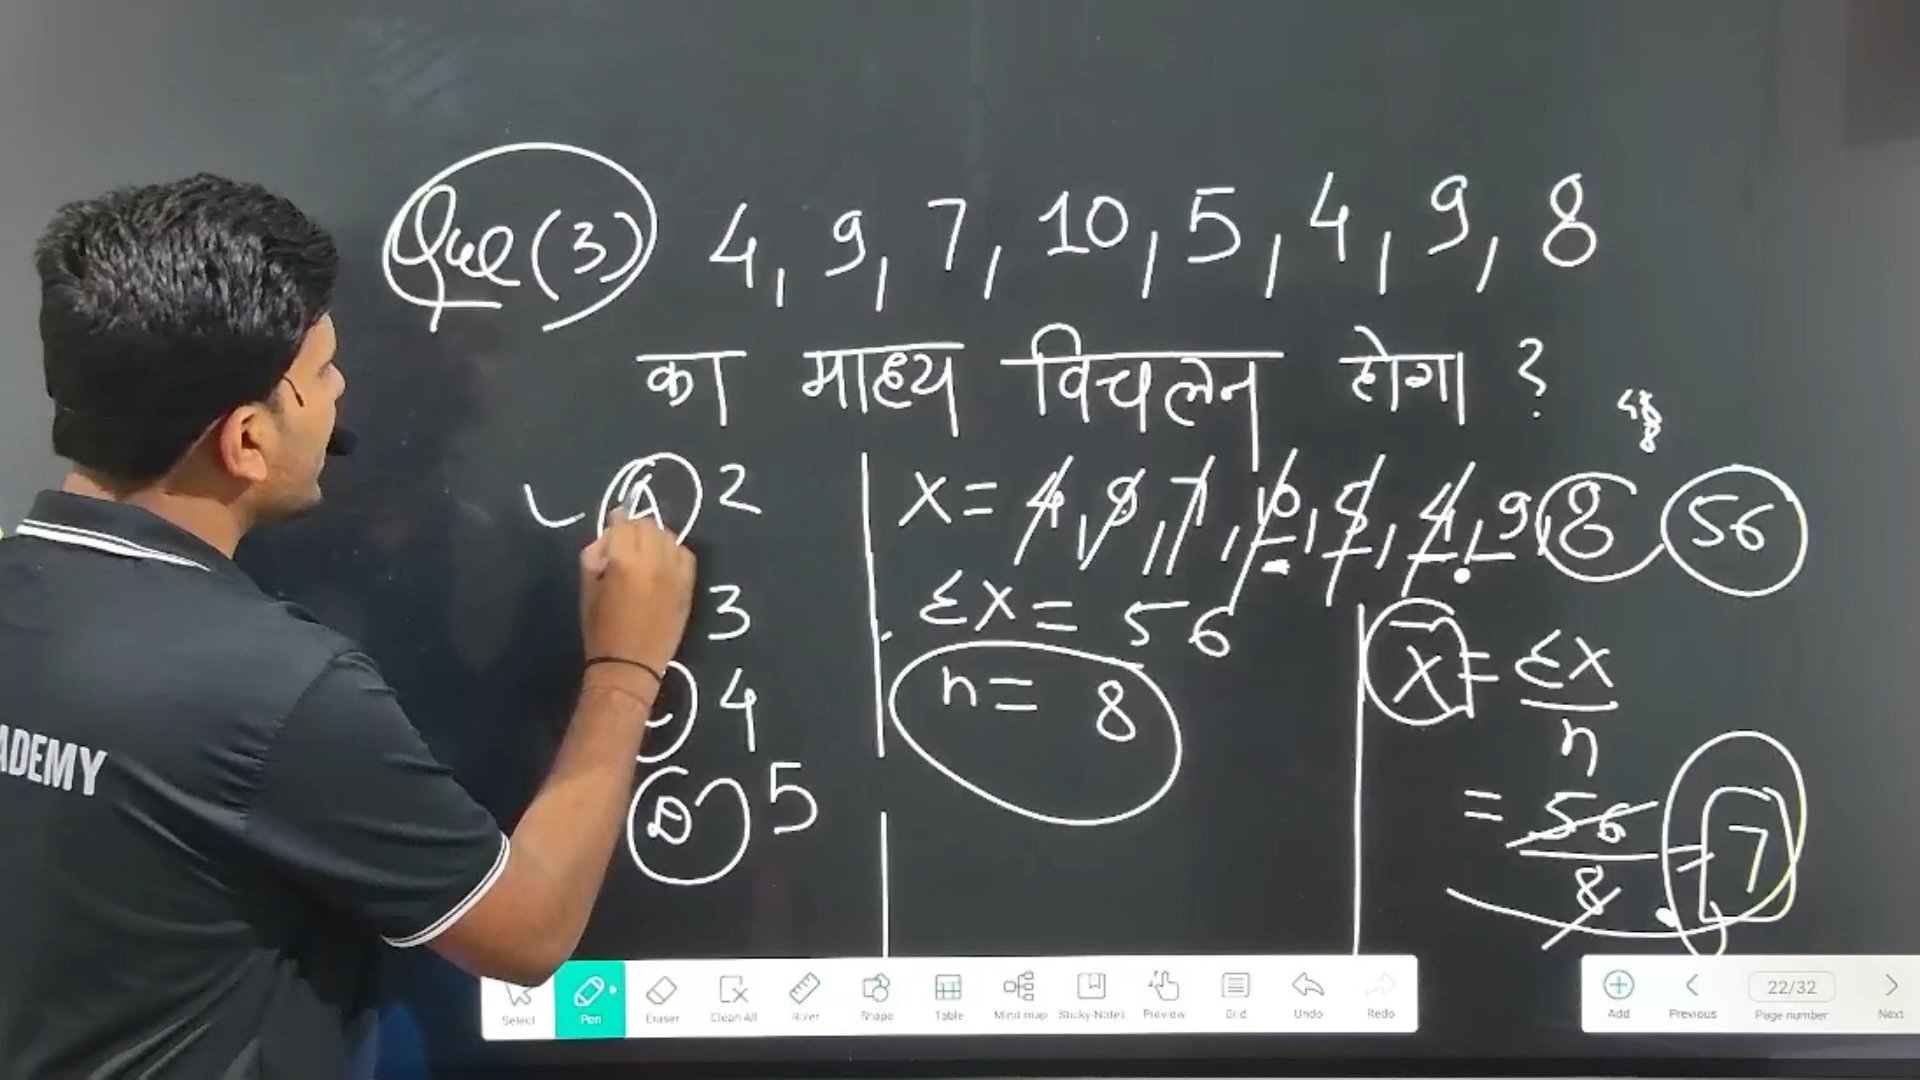 Que (3) 4, 9, 7, 10, 5, 4, 9, 8
का माध्य विचलन होगा ?
A 2
3
4
D 5
x = 4, 9, 7, 10, 5, 4, 9, 8 56
Σx = 56
n = 8
x̄ = Σx
n
= 56
8
= 7
ADEMY
Select Pen Eraser Clean All Ruler Shape Table Mind map Sticky Notes Preview Grid Undo Redo
Add Previous 22/32 Page number Next